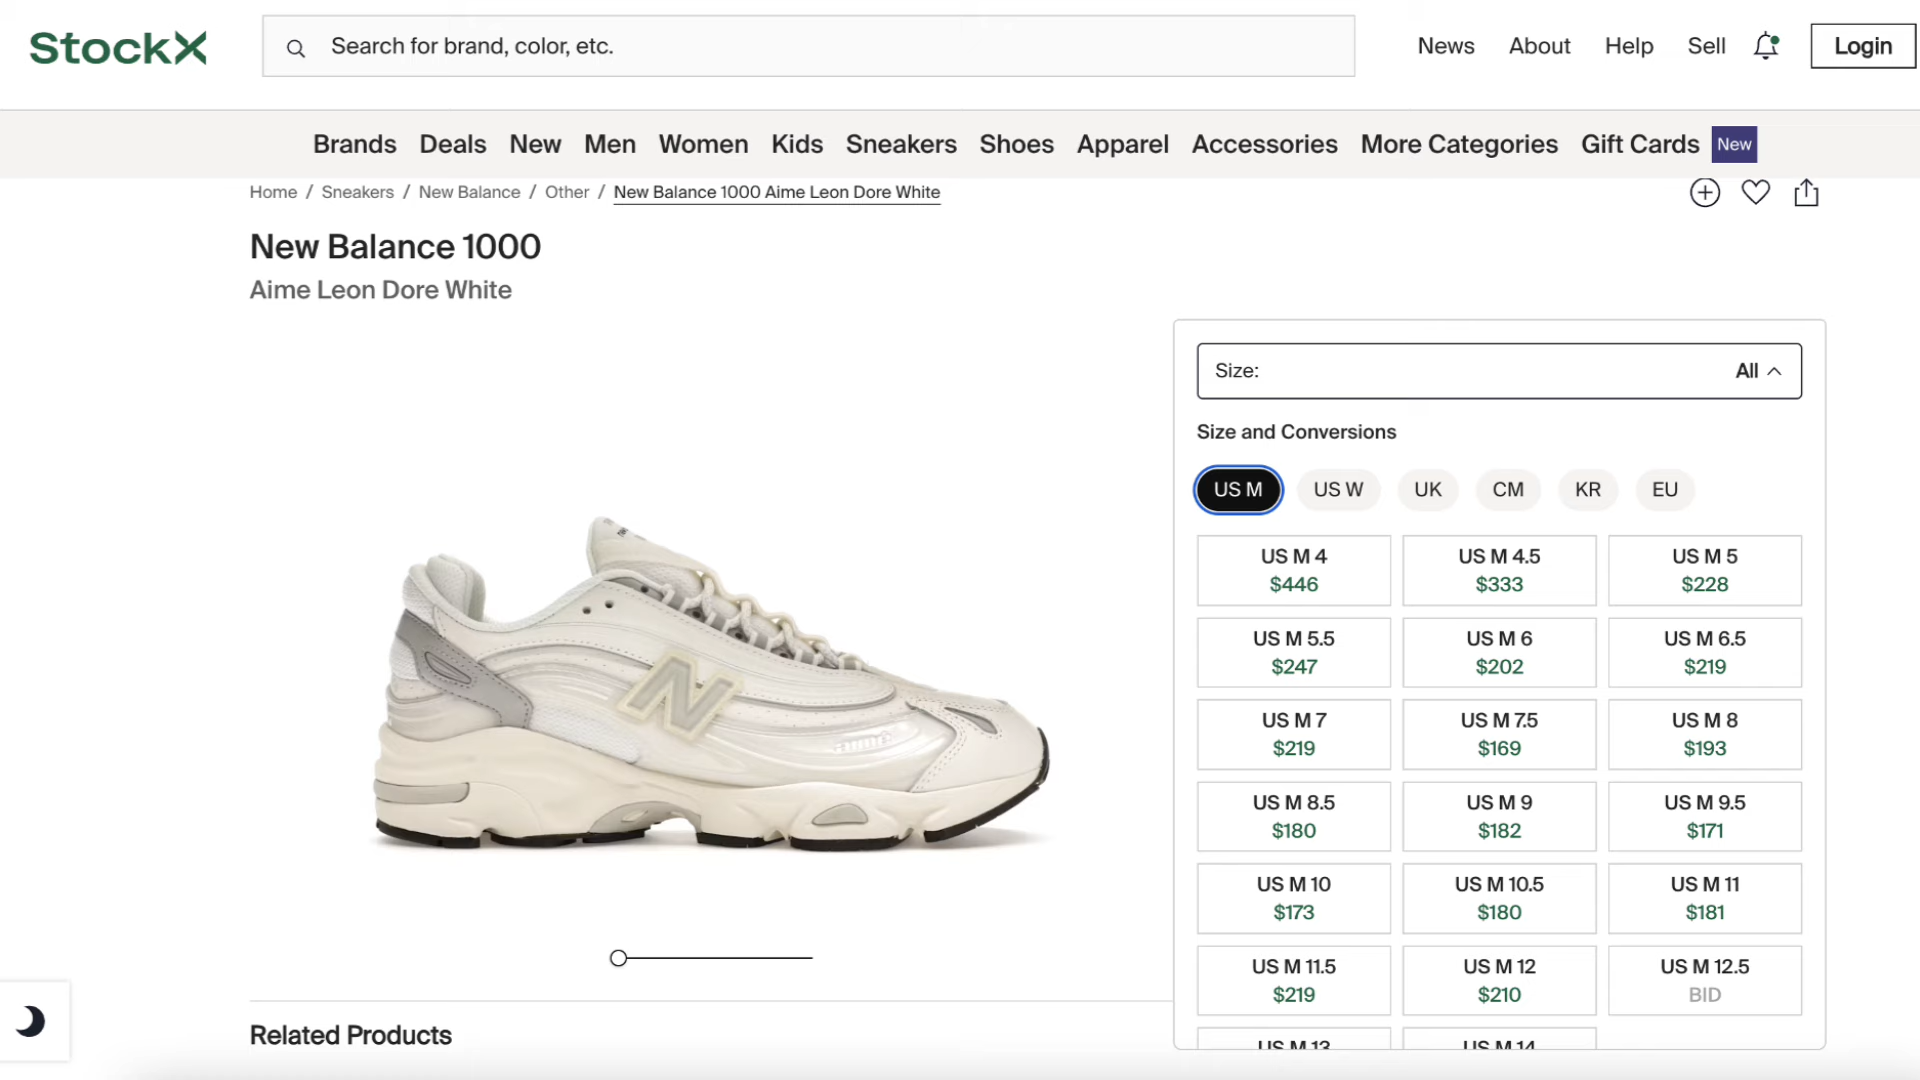 StockX
Search for brand, color, etc.
News
About
Help
Sell
Login
Brands
Deals
New
Men
Women
Kids
Sneakers
Shoes
Apparel
Accessories
More Categories
Gift Cards
New
Home / Sneakers / New Balance / Other / New Balance 1000 Aime Leon Dore White
New Balance 1000
Aime Leon Dore White
Size:
All
Size and Conversions
US M
US W
UK
CM
KR
EU
US M 4
$446
US M 4.5
$333
US M 5
$228
US M 5.5
$247
US M 6
$202
US M 6.5
$219
US M 7
$219
US M 7.5
$169
US M 8
$193
US M 8.5
$180
US M 9
$182
US M 9.5
$171
US M 10
$173
US M 10.5
$180
US M 11
$181
US M 11.5
$219
US M 12
$210
US M 12.5
BID
US M 13
US M 14
N
Related Products